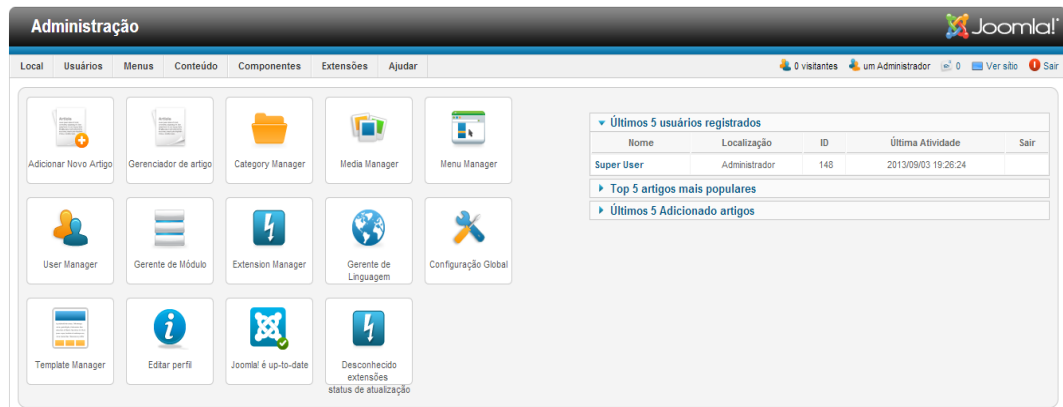 Administração
Joomla!
Local Usuários Menus Conteúdo Componentes Extensões Ajudar
0 visitantes um Administrador 0 Ver sítio Sair
Adicionar Novo Artigo
Gerenciador de artigo
Category Manager
Media Manager
Menu Manager
User Manager
Gerente de Módulo
Extension Manager
Gerente de
Linguagem
Configuração Global
Template Manager
Editar perfil
Joomla! é up-to-date
Desconhecido
extensões
status de atualização
Últimos 5 usuários registrados
Nome Localização ID Última Atividade Sair
Super User Administrador 148 2013/09/03 19:26:24
Top 5 artigos mais populares
Últimos 5 Adicionado artigos